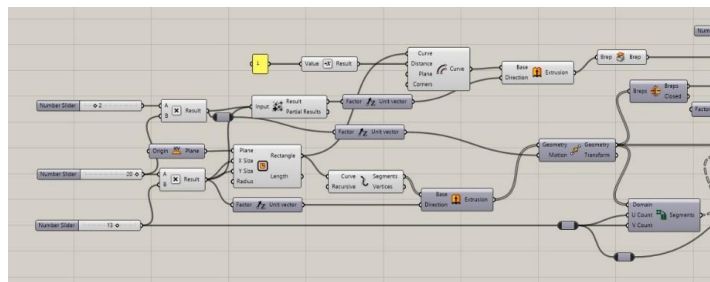 Num
Curve
Distance
Plane
Corners
Curve
Value
Result
Base
Direction
Extrusion
Brep
Brep
Number Slider
2
A
B
Result
Input
Result
Partial Results
Factor
Unit vector
Breps
Breps
Closed
Factor
Factor
Unit vector
Origin
Plane
Plane
X Size
Y Size
Radius
Rectangle
Length
Geometry
Motion
Geometry
Transform
Number Slider
20
A
B
Result
Curve
Recursive
Segments
Vertices
Base
Direction
Extrusion
Factor
Unit vector
Domain
U Count
V Count
Segments
Number Slider
13